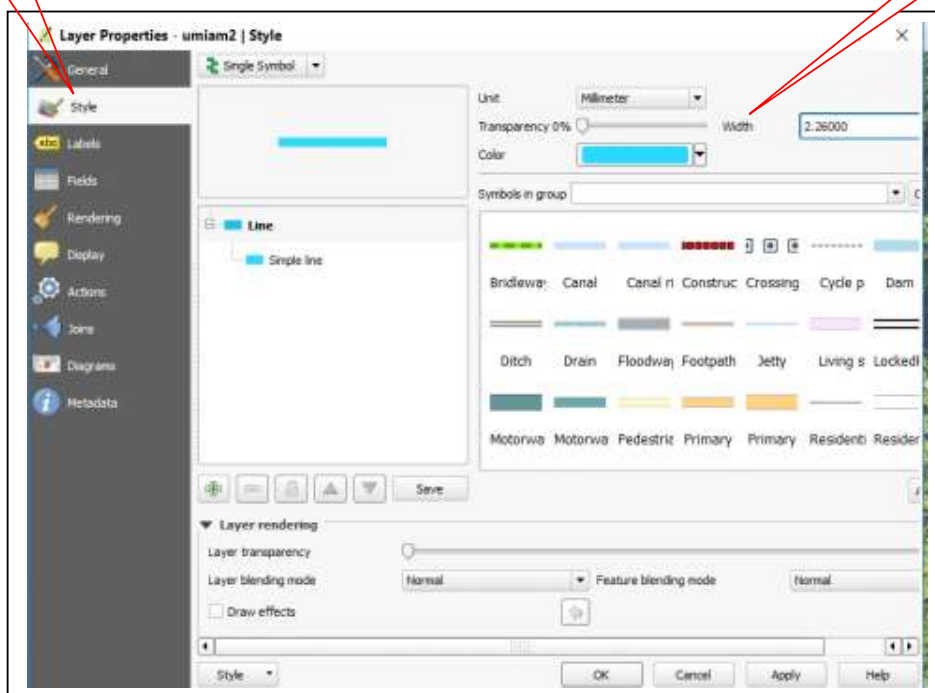 Layer Properties - umiam2 | Style
General
Style
Labels
Fields
Rendering
Display
Actions
Joins
Diagrams
Metadata
Single Symbol
Unit
Millimeter
Transparency 0%
Width
2.26000
Color
Symbols in group
Line
Simple line
Bridleway Canal Canal ri Construc Crossing Cycle p Dam
Ditch Drain Floodway Footpath Jetty Living s Locked
Motorwa Motorwa Pedestria Primary Primary Residenti Residen
Save
Layer rendering
Layer transparency
Layer blending mode
Normal
Feature blending mode
Normal
Draw effects
Style
OK
Cancel
Apply
Help